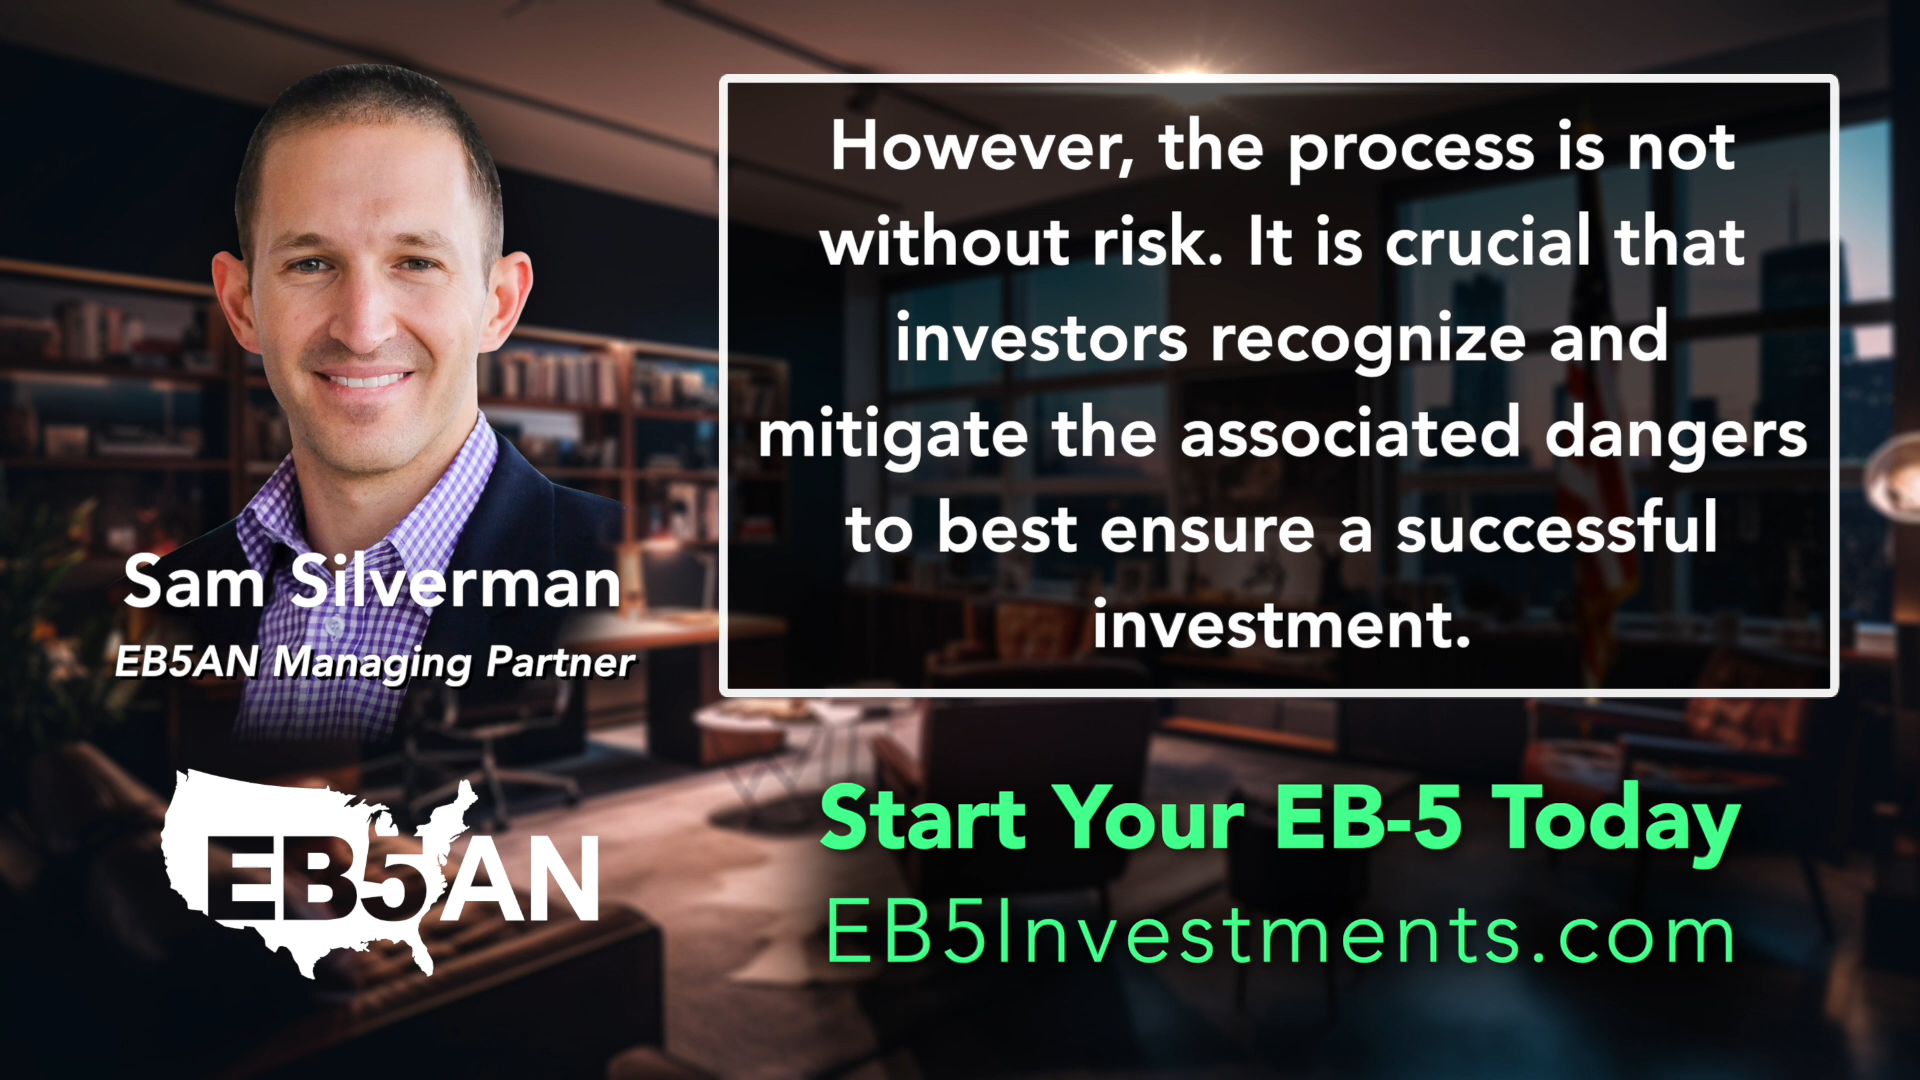 However, the process is not
without risk. It is crucial that
investors recognize and
mitigate the associated dangers
to best ensure a successful
investment.
Sam Silverman
EB5AN Managing Partner
EB5AN
Start Your EB-5 Today
EB5Investments.com